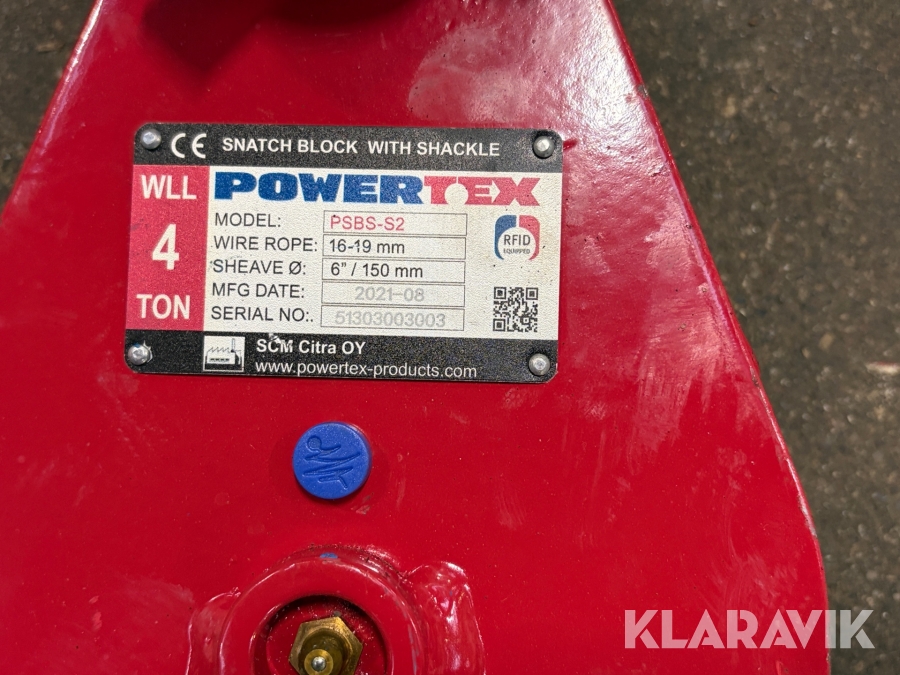 CE SNATCH BLOCK WITH SHACKLE
WLL 4 TON
POWERTEX
MODEL: PSBS-S2
WIRE ROPE: 16-19 mm
SHEAVE Ø: 6" / 150 mm
MFG DATE: 2021-08
SERIAL NO:. 51303003003
RFID
EQUIPPED
SCM Citra OY
www.powertex-products.com
KLARAVIK